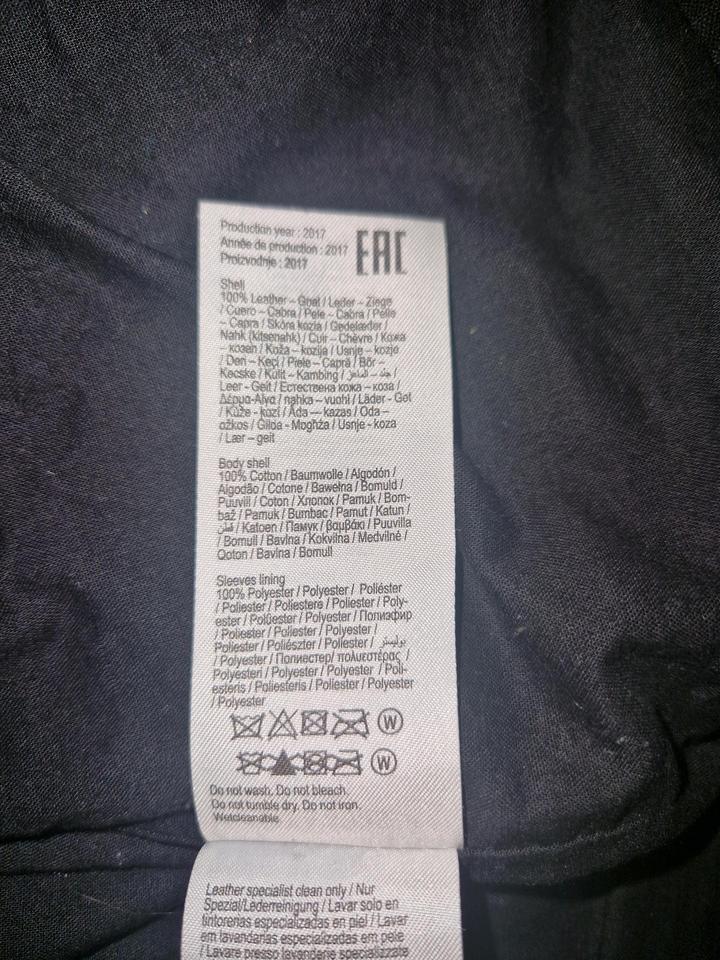 Production year : 2017
Année de production : 2017
Proizvodnje : 2017
EAC
Shell
100% Leather – Goat / Leder – Ziege
/ Cuero – Cabra / Pele – Cabra / Pelle
– Capra / Skóra kozia / Gedelæder /
Nahk (kitsenahk) / Cuir – Chèvre / Кожа
– козья / Koža – kozija / Usnje – kozje
/ Deri – Keçi / Piele – Capră / Bőr –
Kecske / Kulit – Kambing / جلد – الماعز /
Leer - Geit / Естествена кожа – коза /
Δέρμα-Αίγα / nahka – vuohi / Läder - Get
/ Kůže - kozí / Āda – kazas / Oda –
ožkos / Ġilda - Mogħża / Usnje - koza
/ Lær – geit
Body shell
100% Cotton / Baumwolle / Algodón /
Algodão / Cotone / Bawełna / Bomuld /
Puuvill / Coton / Хлопок / Pamuk / Bom-
baž / Pamuk / Bumbac / Pamut / Katun /
قطن / Katoen / Памук / βαμβάκι / Puuvilla
/ Bomull / Bavlna / Kokvilna / Medvilnė /
Qoton / Bavlna / Bomull
Sleeves lining
100% Polyester / Polyester / Poliéster
/ Poliester / Poliestere / Poliester / Poly-
ester / Polüester / Polyester / Полиэфир
/ Poliester / Poliester / Polyester /
Poliester / Poliészter / Poliester / بوليستر
/ Polyester / Полиестер/ πολυεστέρας /
Polyesteri / Polyester / Polyester / Poli-
esteris / Poliesteris / Poliester / Polyester
/ Polyester
W
W
Do not wash. Do not bleach.
Do not tumble dry. Do not iron.
Wetcleanable
Leather specialist clean only / Nur
Spezial/Lederreinigung / Lavar solo en
tintorerías especializadas en piel / Lavar
em lavandarias especializadas em pele
/ Lavare presso lavanderie specializzate